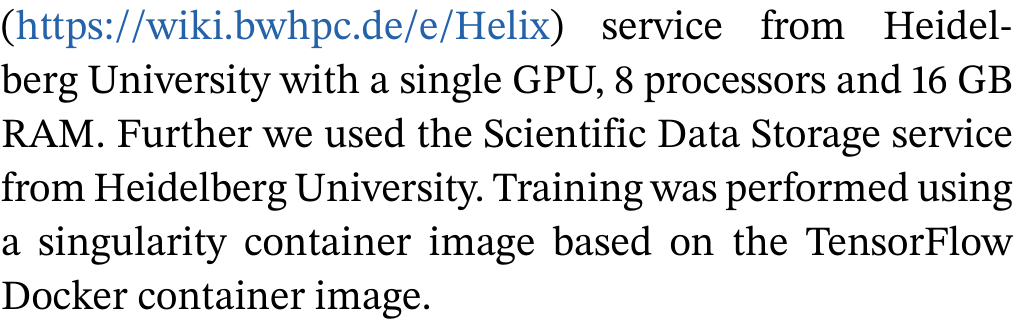 (https://wiki.bwhpc.de/e/Helix) service from Heidel-
berg University with a single GPU, 8 processors and 16 GB
RAM. Further we used the Scientific Data Storage service
from Heidelberg University. Training was performed using
a singularity container image based on the TensorFlow
Docker container image.